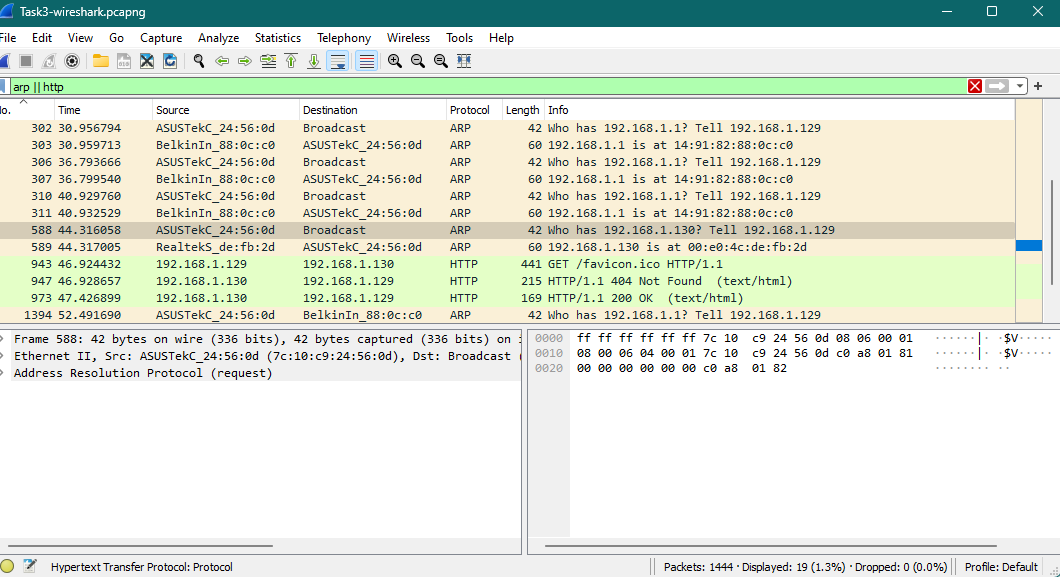 Task3-wireshark.pcapng
File Edit View Go Capture Analyze Statistics Telephony Wireless Tools Help
arp || http
No. Time Source Destination Protocol Length Info
302 30.956794 ASUSTekC_24:56:0d Broadcast ARP 42 Who has 192.168.1.1? Tell 192.168.1.129
303 30.959713 BelkinIn_88:0c:c0 ASUSTekC_24:56:0d ARP 60 192.168.1.1 is at 14:91:82:88:0c:c0
306 36.793666 ASUSTekC_24:56:0d Broadcast ARP 42 Who has 192.168.1.1? Tell 192.168.1.129
307 36.799540 BelkinIn_88:0c:c0 ASUSTekC_24:56:0d ARP 60 192.168.1.1 is at 14:91:82:88:0c:c0
310 40.929760 ASUSTekC_24:56:0d Broadcast ARP 42 Who has 192.168.1.1? Tell 192.168.1.129
311 40.932529 BelkinIn_88:0c:c0 ASUSTekC_24:56:0d ARP 60 192.168.1.1 is at 14:91:82:88:0c:c0
588 44.316058 ASUSTekC_24:56:0d Broadcast ARP 42 Who has 192.168.1.130? Tell 192.168.1.129
589 44.317005 RealtekS_de:fb:2d ASUSTekC_24:56:0d ARP 60 192.168.1.130 is at 00:e0:4c:de:fb:2d
943 46.924432 192.168.1.129 192.168.1.130 HTTP 441 GET /favicon.ico HTTP/1.1
947 46.928657 192.168.1.130 192.168.1.129 HTTP 215 HTTP/1.1 404 Not Found (text/html)
973 47.426899 192.168.1.130 192.168.1.129 HTTP 169 HTTP/1.1 200 OK (text/html)
1394 52.491690 ASUSTekC_24:56:0d BelkinIn_88:0c:c0 ARP 42 Who has 192.168.1.1? Tell 192.168.1.129
Frame 588: 42 bytes on wire (336 bits), 42 bytes captured (336 bits) on i
Ethernet II, Src: ASUSTekC_24:56:0d (7c:10:c9:24:56:0d), Dst: Broadcast (
Address Resolution Protocol (request)
0000 ff ff ff ff ff ff 7c 10 c9 24 56 0d 08 06 00 01 ······|· ·$V·····
0010 08 00 06 04 00 01 7c 10 c9 24 56 0d c0 a8 01 81 ······|· ·$V·····
0020 00 00 00 00 00 00 c0 a8 01 82 ········ ··
Hypertext Transfer Protocol: Protocol
Packets: 1444 · Displayed: 19 (1.3%) · Dropped: 0 (0.0%)
Profile: Default